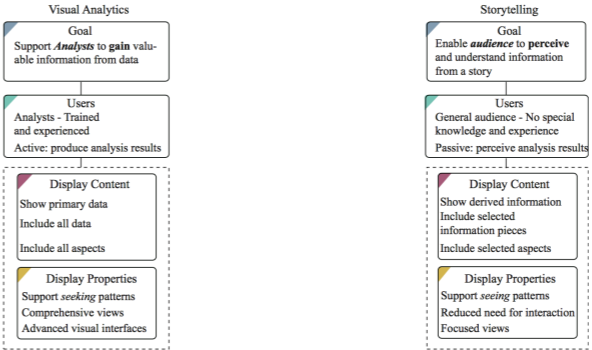 Visual Analytics
Goal
Support Analysts to gain valu-
able information from data
Users
Analysts - Trained
and experienced
Active: produce analysis results
Display Content
Show primary data
Include all data
Include all aspects
Display Properties
Support seeking patterns
Comprehensive views
Advanced visual interfaces
Storytelling
Goal
Enable audience to perceive
and understand information
from a story
Users
General audience - No special
knowledge and experience
Passive: perceive analysis results
Display Content
Show derived information
Include selected
information pieces
Include selected aspects
Display Properties
Support seeing patterns
Reduced need for interaction
Focused views